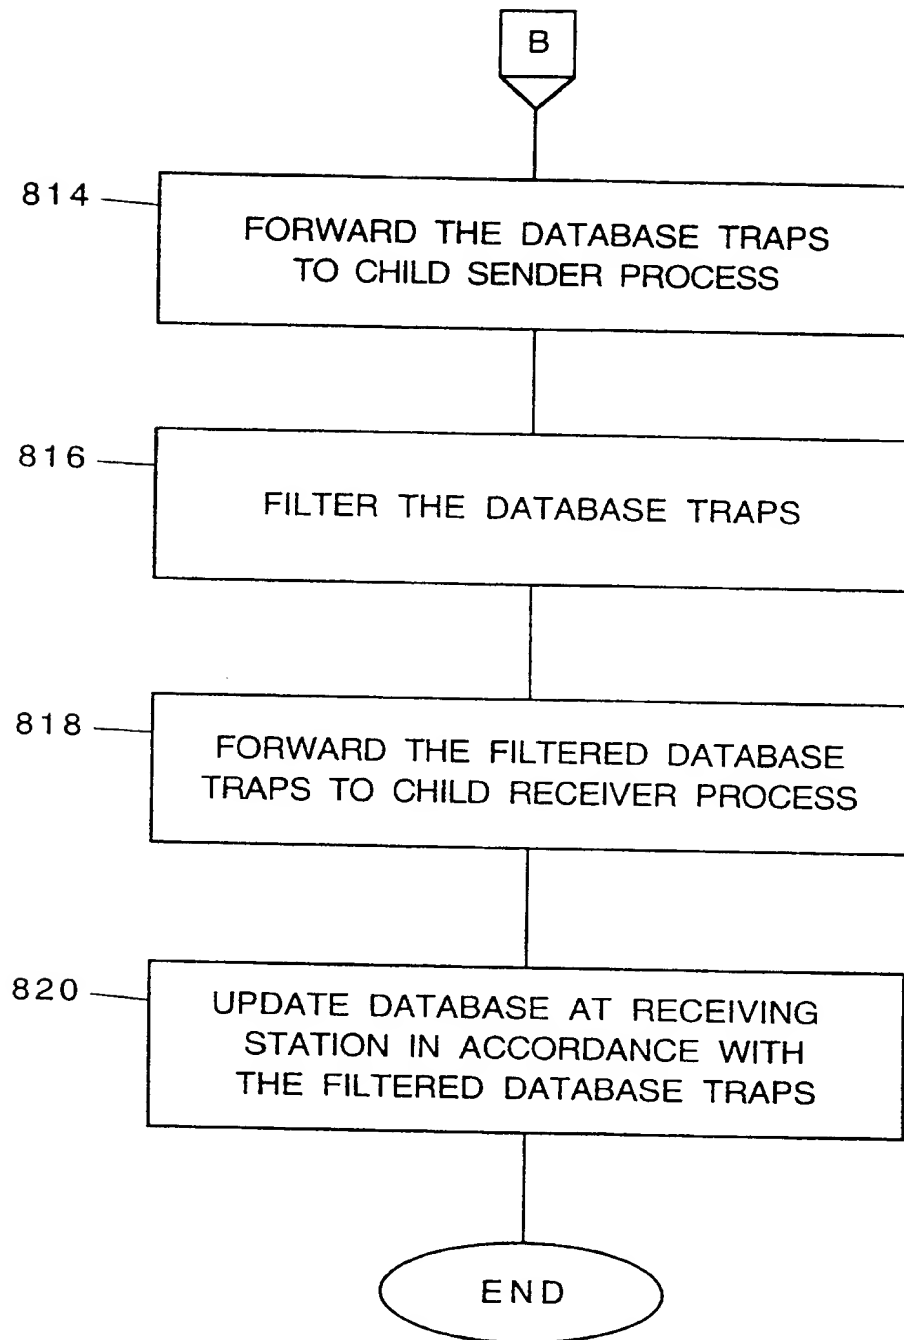 B
814
FORWARD THE DATABASE TRAPS
TO CHILD SENDER PROCESS
816
FILTER THE DATABASE TRAPS
818
FORWARD THE FILTERED DATABASE
TRAPS TO CHILD RECEIVER PROCESS
820
UPDATE DATABASE AT RECEIVING
STATION IN ACCORDANCE WITH
THE FILTERED DATABASE TRAPS
END